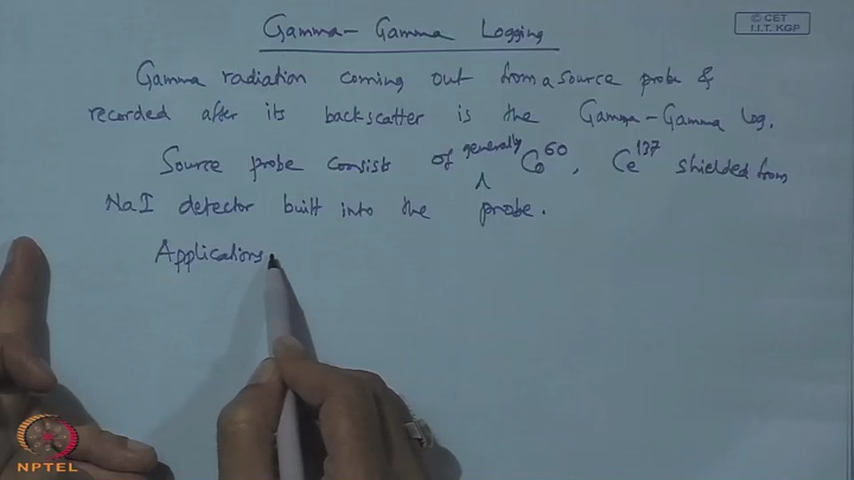 Gamma-Gamma Logging
© CET
I.I.T. KGP
Gamma radiation coming out from a source probe &
recorded after its backscatter is the Gamma-Gamma log.
Source probe consists of generally Co60, Ce137 shielded from
NaI detector built into the probe.
Applications
NPTEL